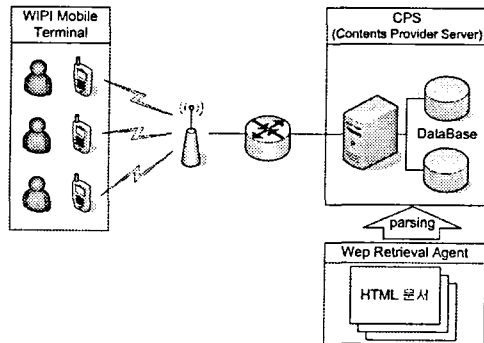 WIPI Mobile
Terminal
CPS
(Contents Provider Server)
DataBase
parsing
Wep Retrieval Agent
HTML 문서